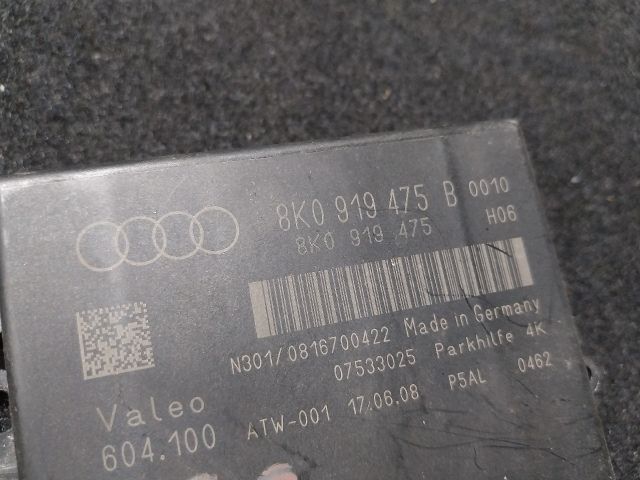 8K0 919 475 B 0010
8K0 919 475 H06
N301/0816700422 Made in Germany
07533025 Parkhilfe 4K
Valeo
604.100 ATW-001 17.06.08 P5AL 0462